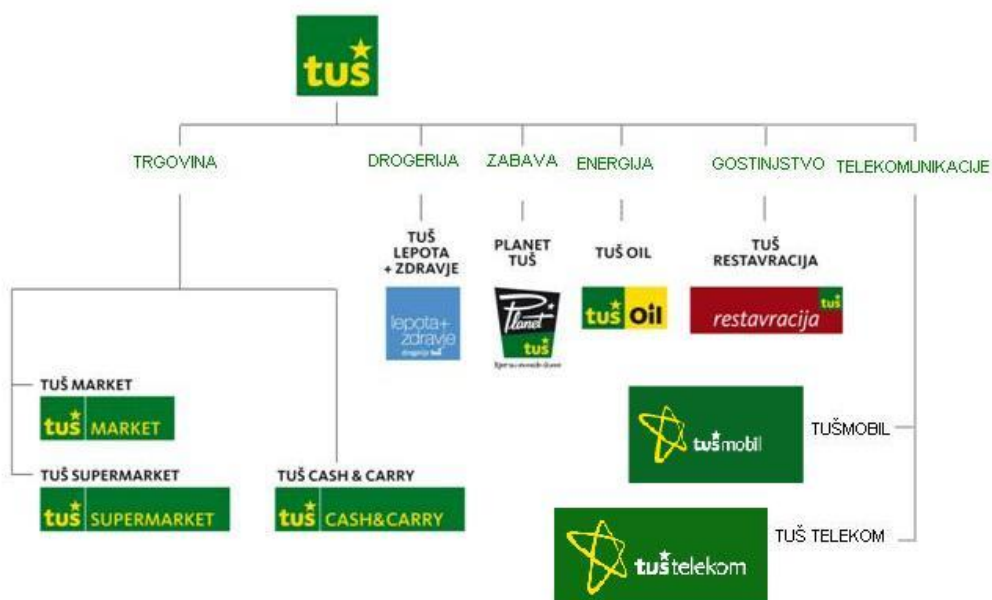 tuš
TRGOVINA
DROGERIJA
ZABAVA
ENERGIJA
GOSTINJSTVO
TELEKOMUNIKACIJE
TUŠ
LEPOTA
+ ZDRAVJE
PLANET
TUŠ
TUŠ OIL
TUŠ
RESTAVRACIJA
lepota+
zdravje
drogerije tuš
Planet
tuš
tuš Oil
tuš
restavracija
TUŠ MARKET
tuš MARKET
TUŠ SUPERMARKET
tuš SUPERMARKET
TUŠ CASH & CARRY
tuš CASH&CARRY
tušmobil
TUŠMOBIL
TUŠ TELEKOM
tuštelekom